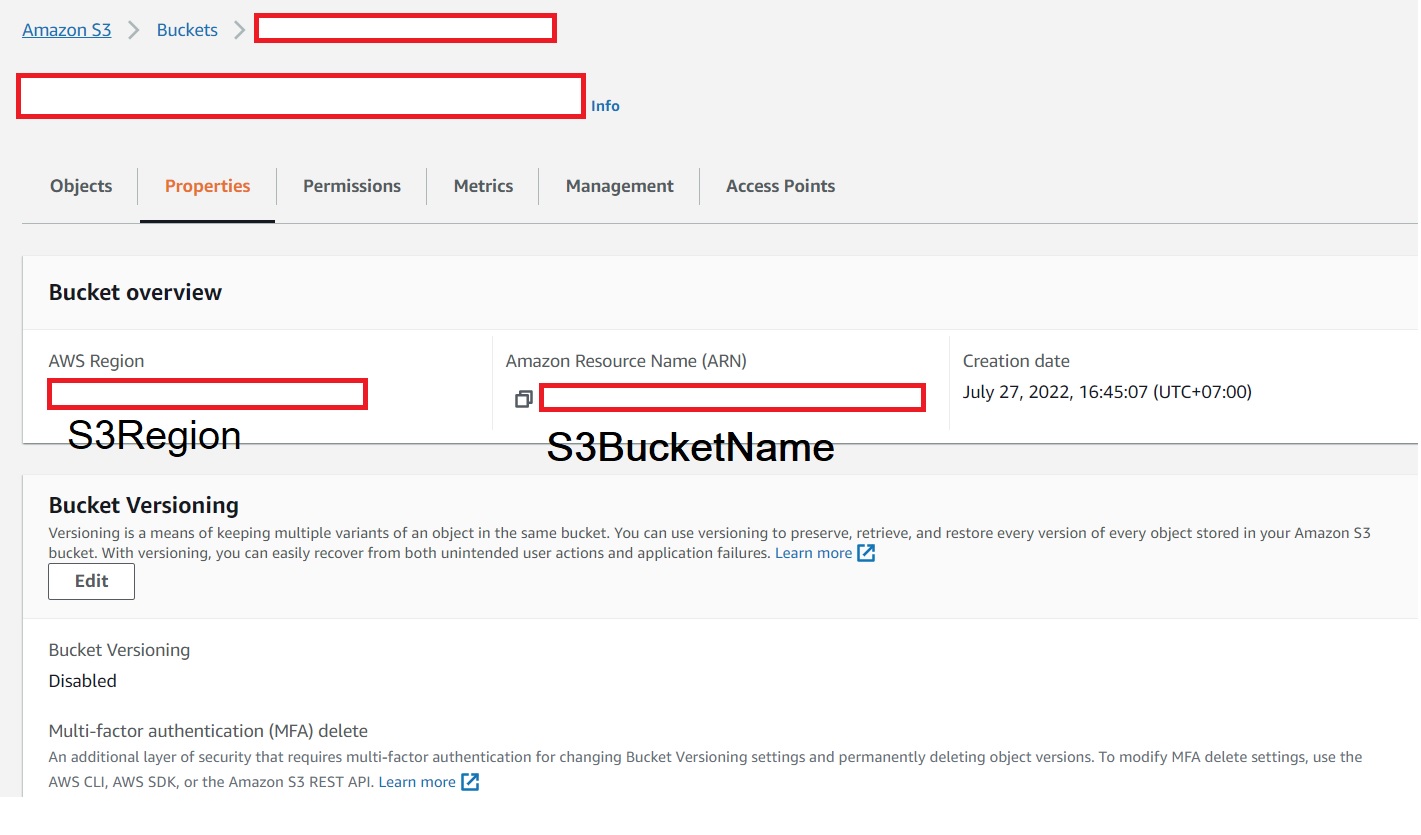 Amazon S3 > Buckets >
Info
Objects Properties Permissions Metrics Management Access Points
Bucket overview
AWS Region Amazon Resource Name (ARN) Creation date
July 27, 2022, 16:45:07 (UTC+07:00)
S3Region S3BucketName
Bucket Versioning
Versioning is a means of keeping multiple variants of an object in the same bucket. You can use versioning to preserve, retrieve, and restore every version of every object stored in your Amazon S3
bucket. With versioning, you can easily recover from both unintended user actions and application failures. Learn more
Edit
Bucket Versioning
Disabled
Multi-factor authentication (MFA) delete
An additional layer of security that requires multi-factor authentication for changing Bucket Versioning settings and permanently deleting object versions. To modify MFA delete settings, use the
AWS CLI, AWS SDK, or the Amazon S3 REST API. Learn more